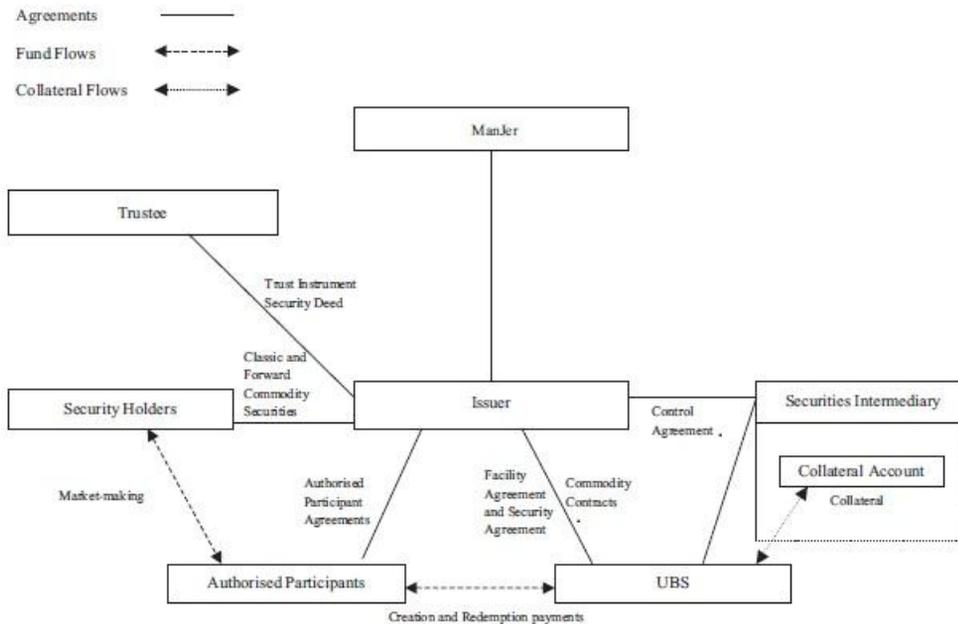 Agreements
Fund Flows
Collateral Flows
ManJer
Trustee
Trust Instrument
Security Deed
Classic and
Forward
Commodity
Securities
Security Holders
Issuer
Securities Intermediary
Control
Agreement
Collateral Account
Collateral
Market-making
Authorised
Participant
Agreements
Facility
Agreement
and Security
Agreement
Commodity
Contracts
Authorised Participants
UBS
Creation and Redemption payments